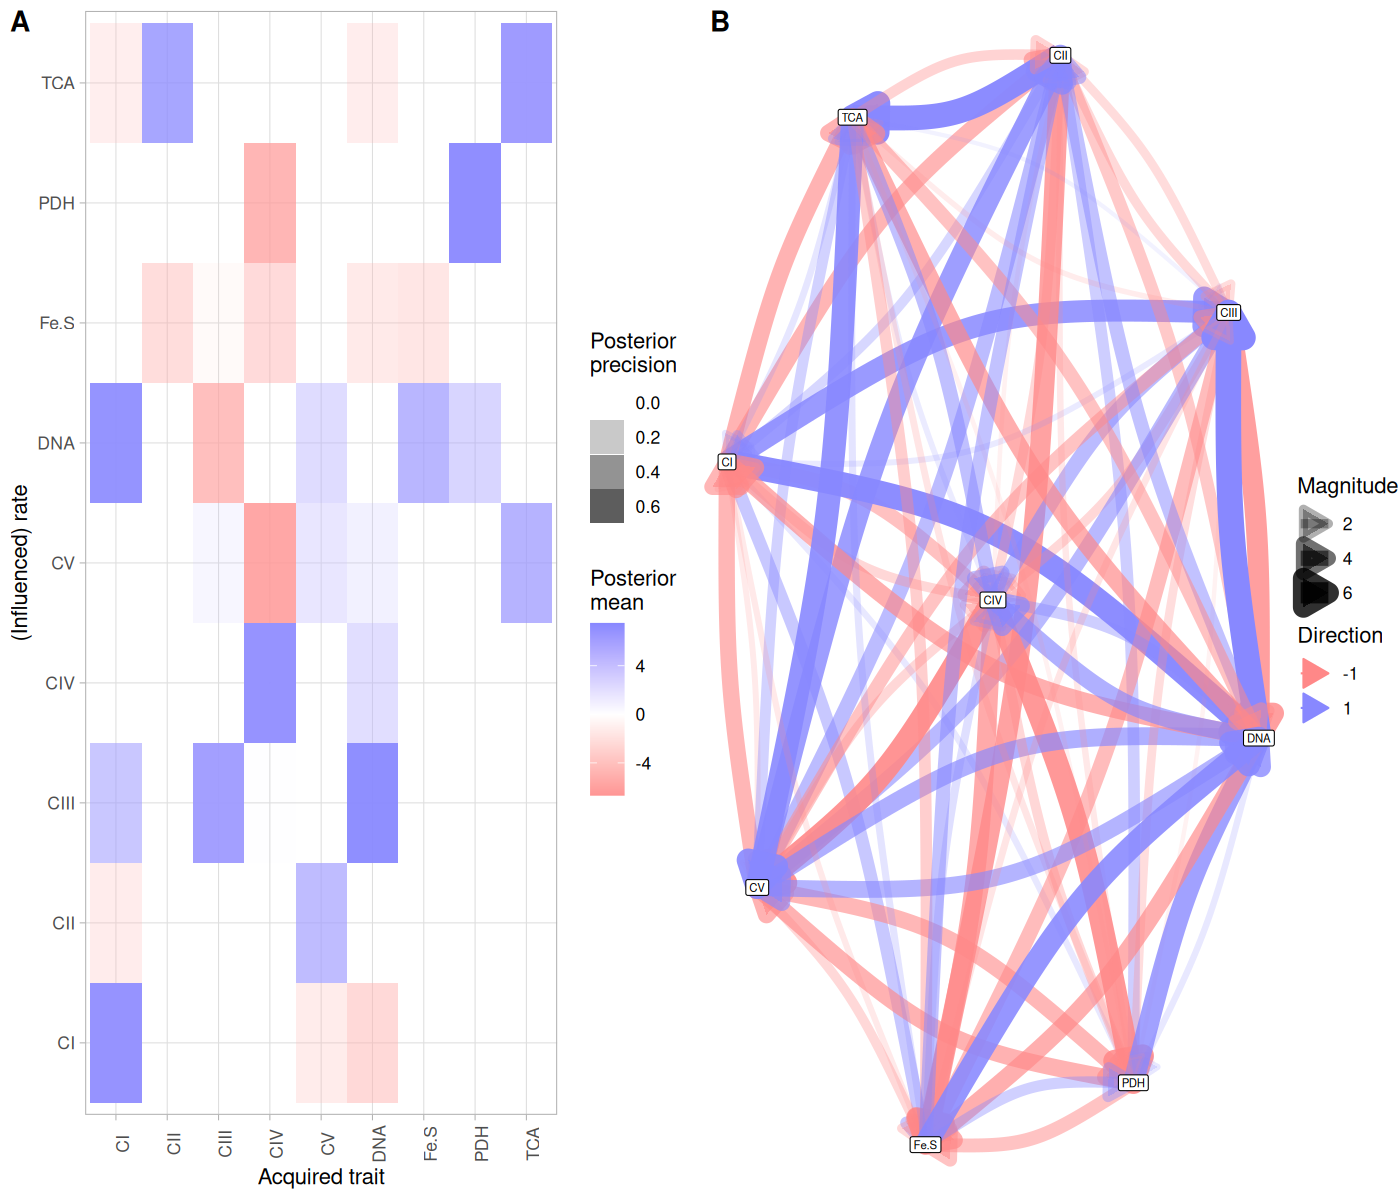 A
TCA
PDH
Fe.S
DNA
CV
CIV
CIII
CII
CI
(Influenced) rate
CI
CII
CIII
CIV
CV
DNA
Fe.S
PDH
TCA
Acquired trait
Posterior
precision
0.0
0.2
0.4
0.6
Posterior
mean
4
0
-4
B
CII
TCA
CIII
CI
CIV
DNA
CV
PDH
Fe.S
Magnitude
2
4
6
Direction
-1
1